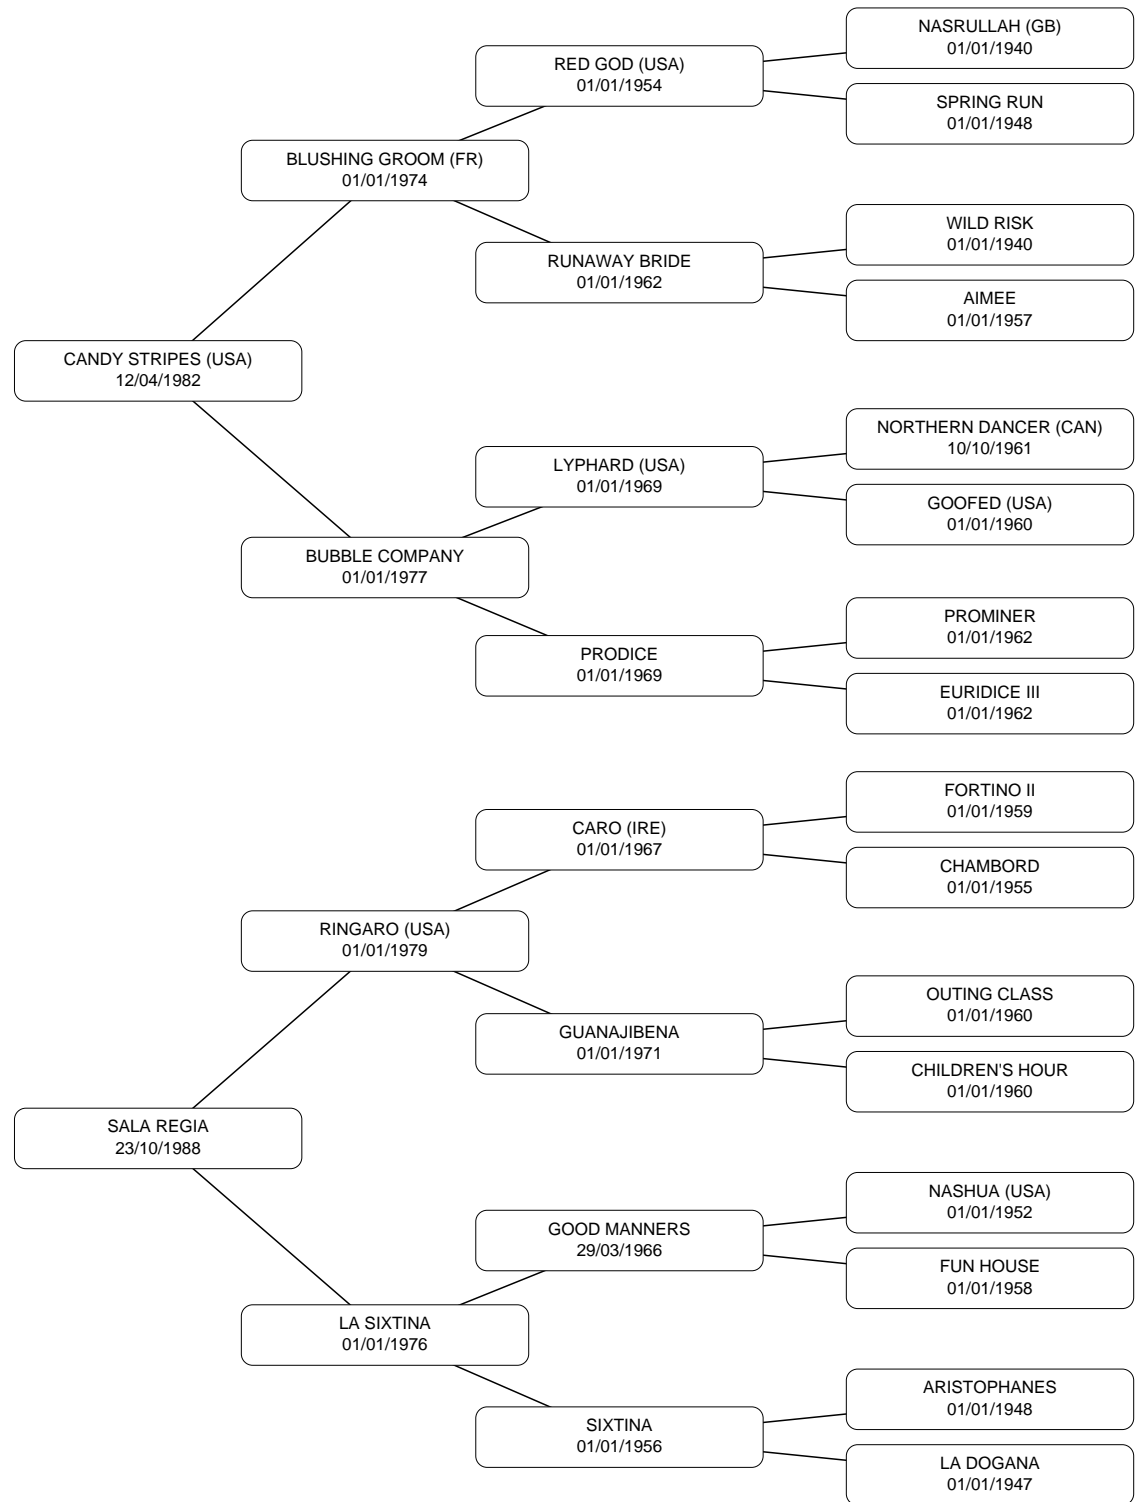 NASRULLAH (GB)
01/01/1940
RED GOD (USA)
01/01/1954
SPRING RUN
01/01/1948
BLUSHING GROOM (FR)
01/01/1974
WILD RISK
01/01/1940
RUNAWAY BRIDE
01/01/1962
AIMEE
01/01/1957
CANDY STRIPES (USA)
12/04/1982
NORTHERN DANCER (CAN)
10/10/1961
LYPHARD (USA)
01/01/1969
GOOFED (USA)
01/01/1960
BUBBLE COMPANY
01/01/1977
PROMINER
01/01/1962
PRODICE
01/01/1969
EURIDICE III
01/01/1962
FORTINO II
01/01/1959
CARO (IRE)
01/01/1967
CHAMBORD
01/01/1955
RINGARO (USA)
01/01/1979
OUTING CLASS
01/01/1960
GUANAJIBENA
01/01/1971
CHILDREN'S HOUR
01/01/1960
SALA REGIA
23/10/1988
NASHUA (USA)
01/01/1952
GOOD MANNERS
29/03/1966
FUN HOUSE
01/01/1958
LA SIXTINA
01/01/1976
ARISTOPHANES
01/01/1948
SIXTINA
01/01/1956
LA DOGANA
01/01/1947